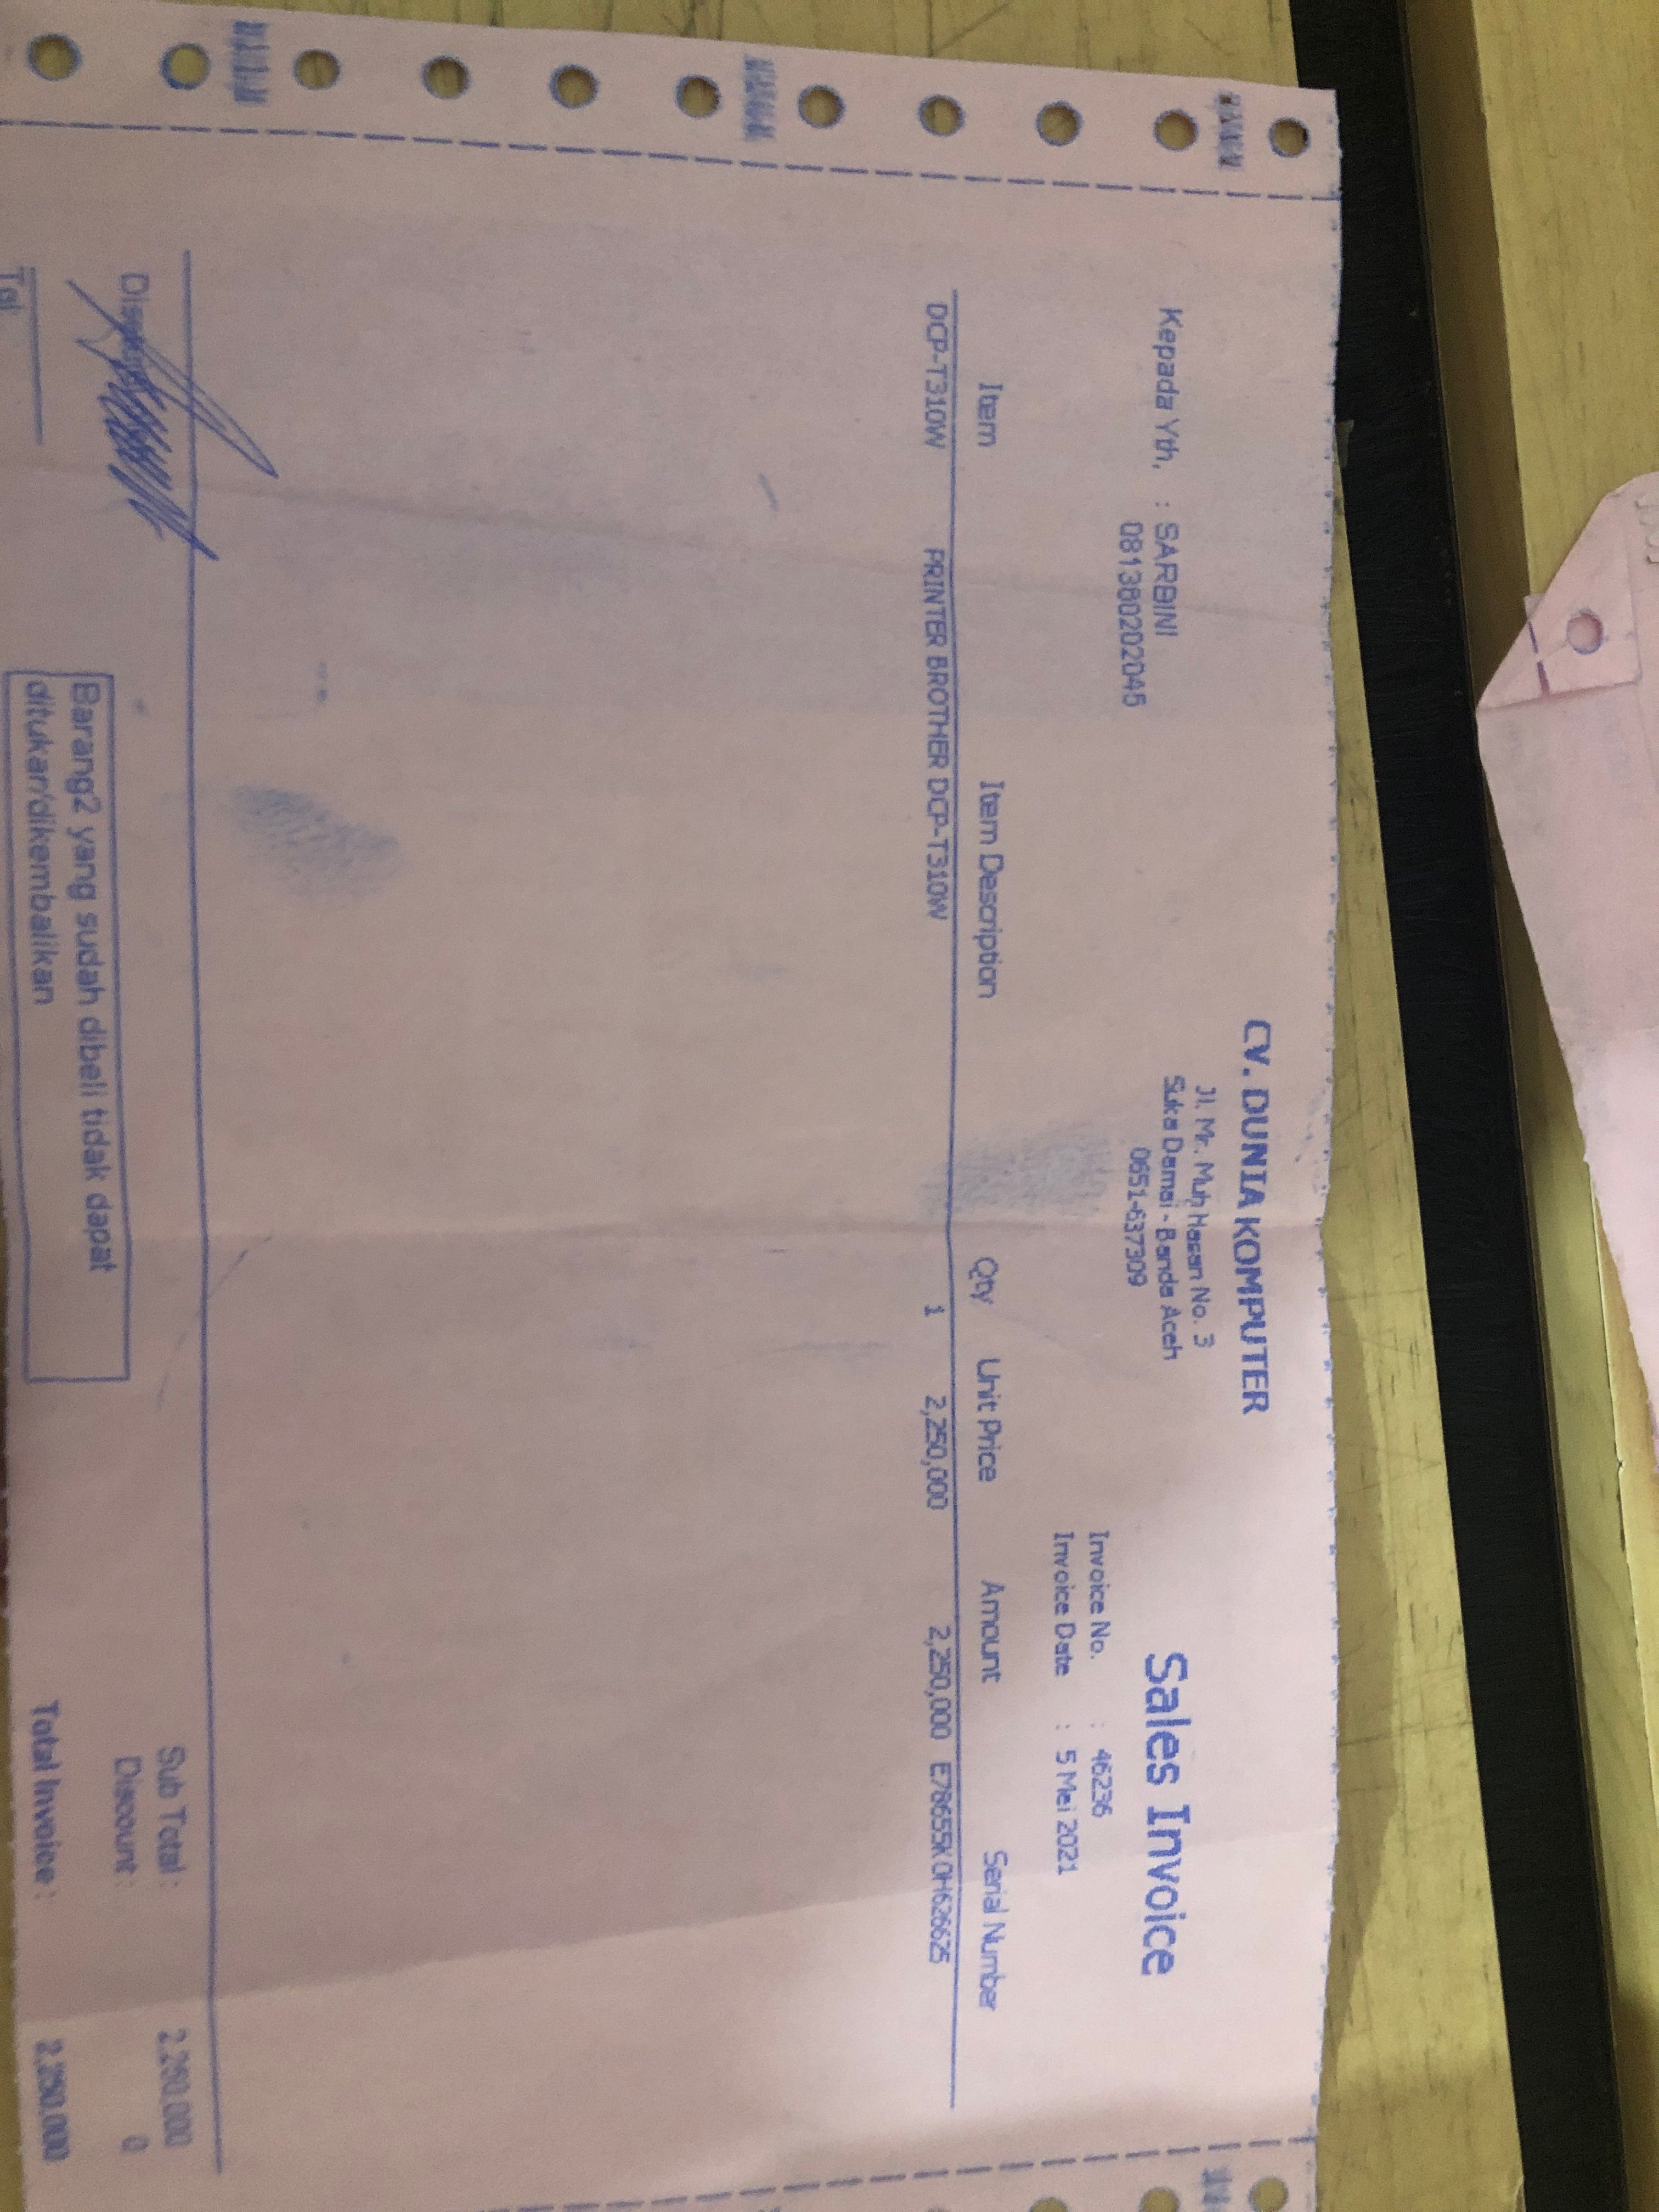 CV. DUNIA KOMPUTER
Jl. Mr. Muh Hasan No. 3
Suka Damai - Banda Aceh
0651-637309
Sales Invoice
Kepada Yth, : SARBINI
081380202045
Invoice No. : 46236
Invoice Date : 5 Mei 2021
Item Item Description Qty Unit Price Amount Serial Number
DCP-T310W PRINTER BROTHER DCP-T310W 1 2,250,000 2,250,000 E78655K0H626625
Sub Total : 2,250,000
Discount : 0
Total Invoice : 2,250,000
Barang2 yang sudah dibeli tidak dapat
ditukar/dikembalikan
Tgl